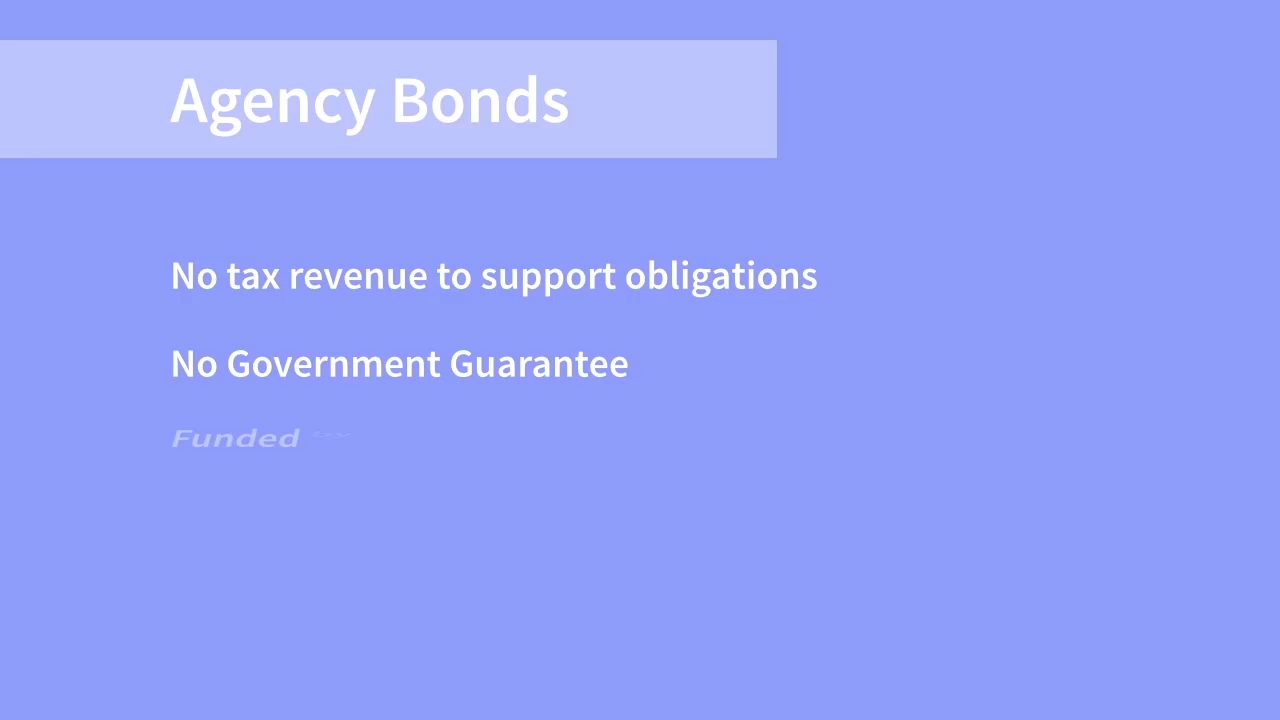 Agency Bonds
No tax revenue to support obligations
No Government Guarantee
Funded